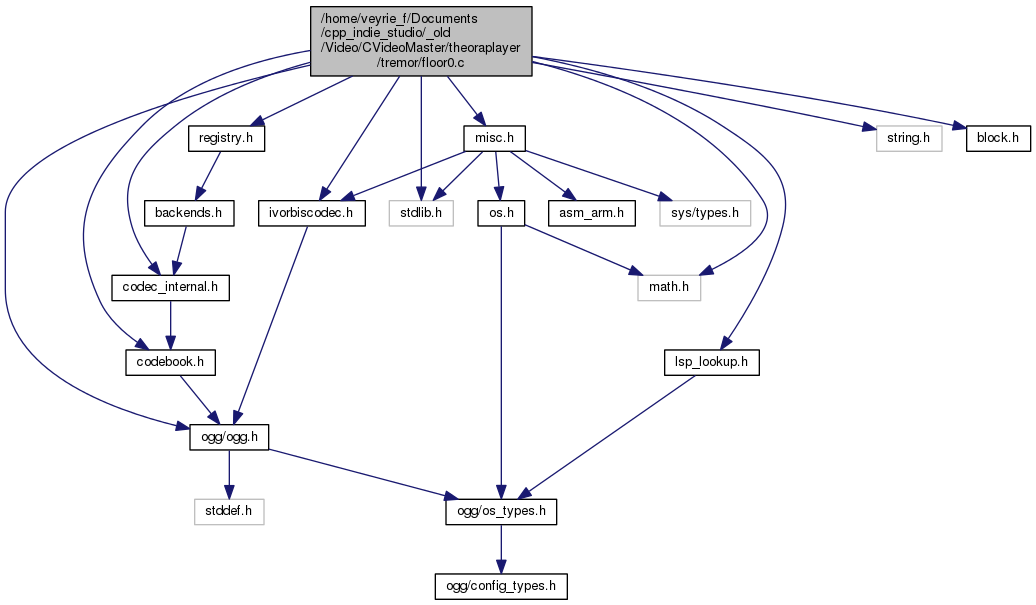 /home/veyrie_f/Documents
/cpp_indie_studio/_old
/Video/CVideoMaster/theoraplayer
/tremor/floor0.c
registry.h
misc.h
string.h
block.h
backends.h
ivorbiscodec.h
stdlib.h
os.h
asm_arm.h
sys/types.h
codec_internal.h
math.h
codebook.h
lsp_lookup.h
ogg/ogg.h
stddef.h
ogg/os_types.h
ogg/config_types.h